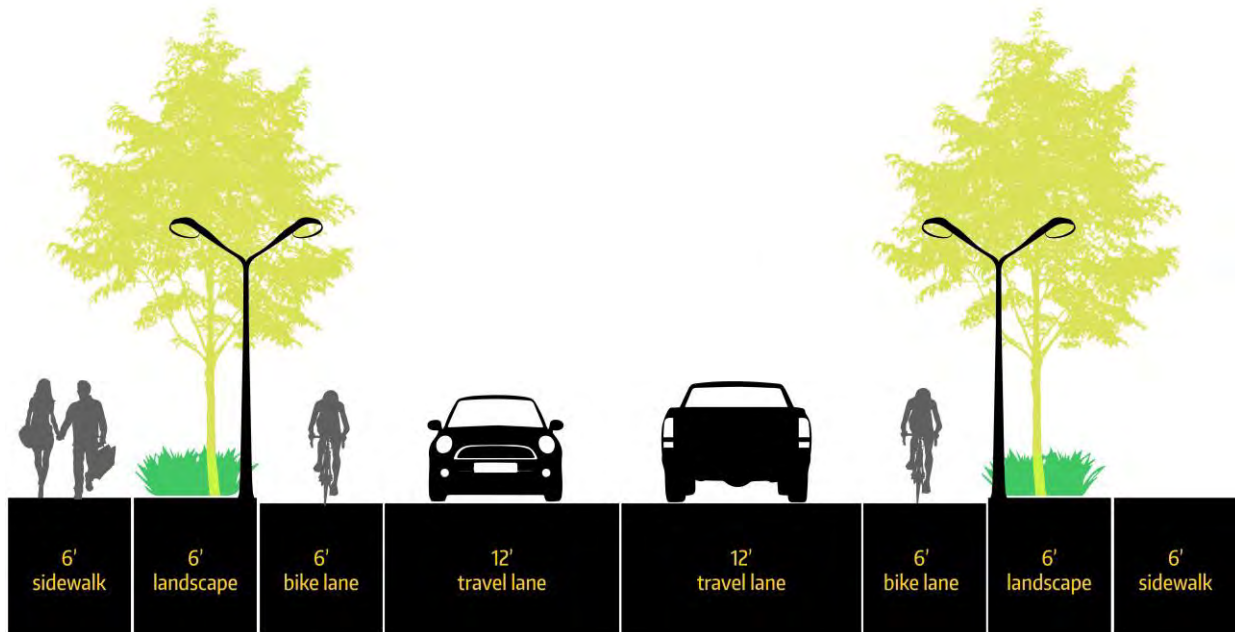 6'
sidewalk
6'
landscape
6'
bike lane
12'
travel lane
12'
travel lane
6'
bike lane
6'
landscape
6'
sidewalk